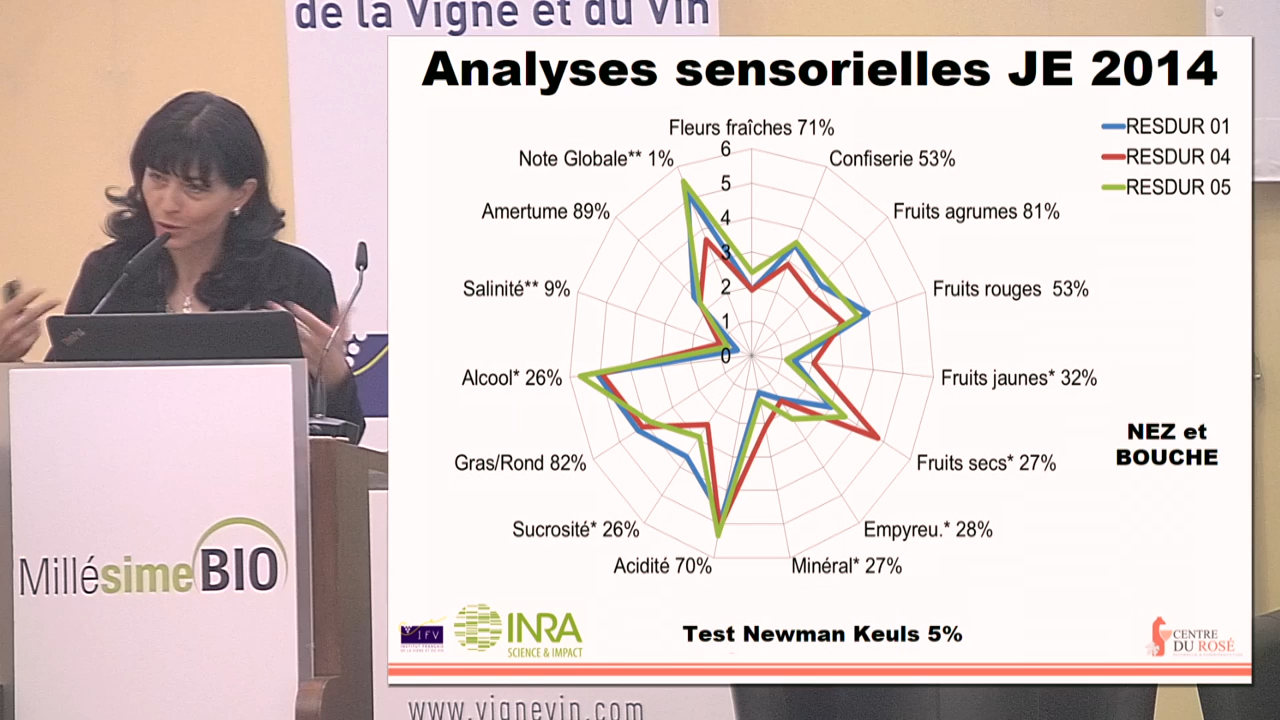 de la Vigne et du Vin
Analyses sensorielles JE 2014
Fleurs fraîches 71%
Confiserie 53%
Fruits agrumes 81%
Fruits rouges 53%
Fruits jaunes* 32%
Fruits secs* 27%
Empyreu.* 28%
Minéral* 27%
Acidité 70%
Sucrosité* 26%
Gras/Rond 82%
Alcool* 26%
Salinité** 9%
Amertume 89%
Note Globale** 1%
6
5
4
3
2
1
0
RESDUR 01
RESDUR 04
RESDUR 05
NEZ et
BOUCHE
Test Newman Keuls 5%
IFV
INRA
SCIENCE & IMPACT
CENTRE
DU ROSÉ
MillésimeBIO
www.vignevin.com